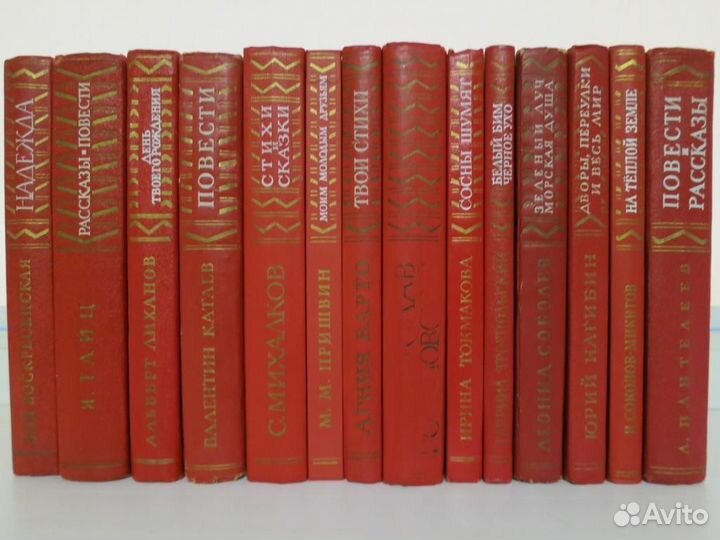 НАДЕЖДА
ЗОЯ ВОСКРЕСЕНСКАЯ
РАССКАЗЫ·ПОВЕСТИ
Я. ТАЙЦ
ДЕНЬ
ТВОЕГО РОЖДЕНИЯ
АЛЬБЕРТ ЛИХАНОВ
ПОВЕСТИ
ВАЛЕНТИН КАТАЕВ
СТИХИ
И
СКАЗКИ
С. МИХАЛКОВ
МОИМ МОЛОДЫМ ДРУЗЬЯМ
М. М. ПРИШВИН
ТВОИ СТИХИ
АГНИЯ БАРТО
СОСНЫ ШУМЯТ
ИРИНА ТОКМАКОВА
БЕЛЫЙ БИМ
ЧЕРНОЕ УХО
ЗЕЛЕНЫЙ ЛУЧ
МОРСКАЯ ДУША
ЛЕОНИД СОБОЛЕВ
ДВОРЫ, ПЕРЕУЛКИ
И ВЕСЬ МИР
ЮРИЙ НАГИБИН
НА ТЕПЛОЙ ЗЕМЛЕ
И. СОКОЛОВ-МИКИТОВ
ПОВЕСТИ
РАССКАЗЫ
А. ПАНТЕЛЕЕВ
Avito